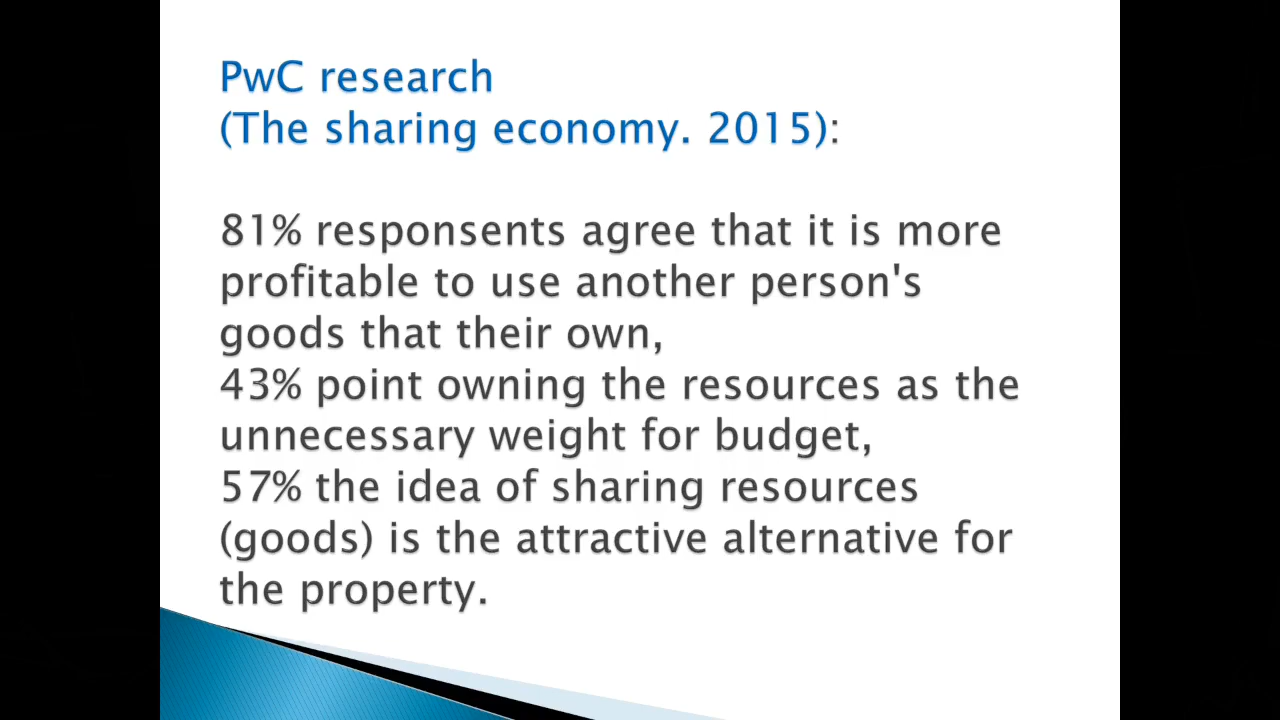 PwC research
(The sharing economy. 2015):
81% responsents agree that it is more
profitable to use another person's
goods that their own,
43% point owning the resources as the
unnecessary weight for budget,
57% the idea of sharing resources
(goods) is the attractive alternative for
the property.